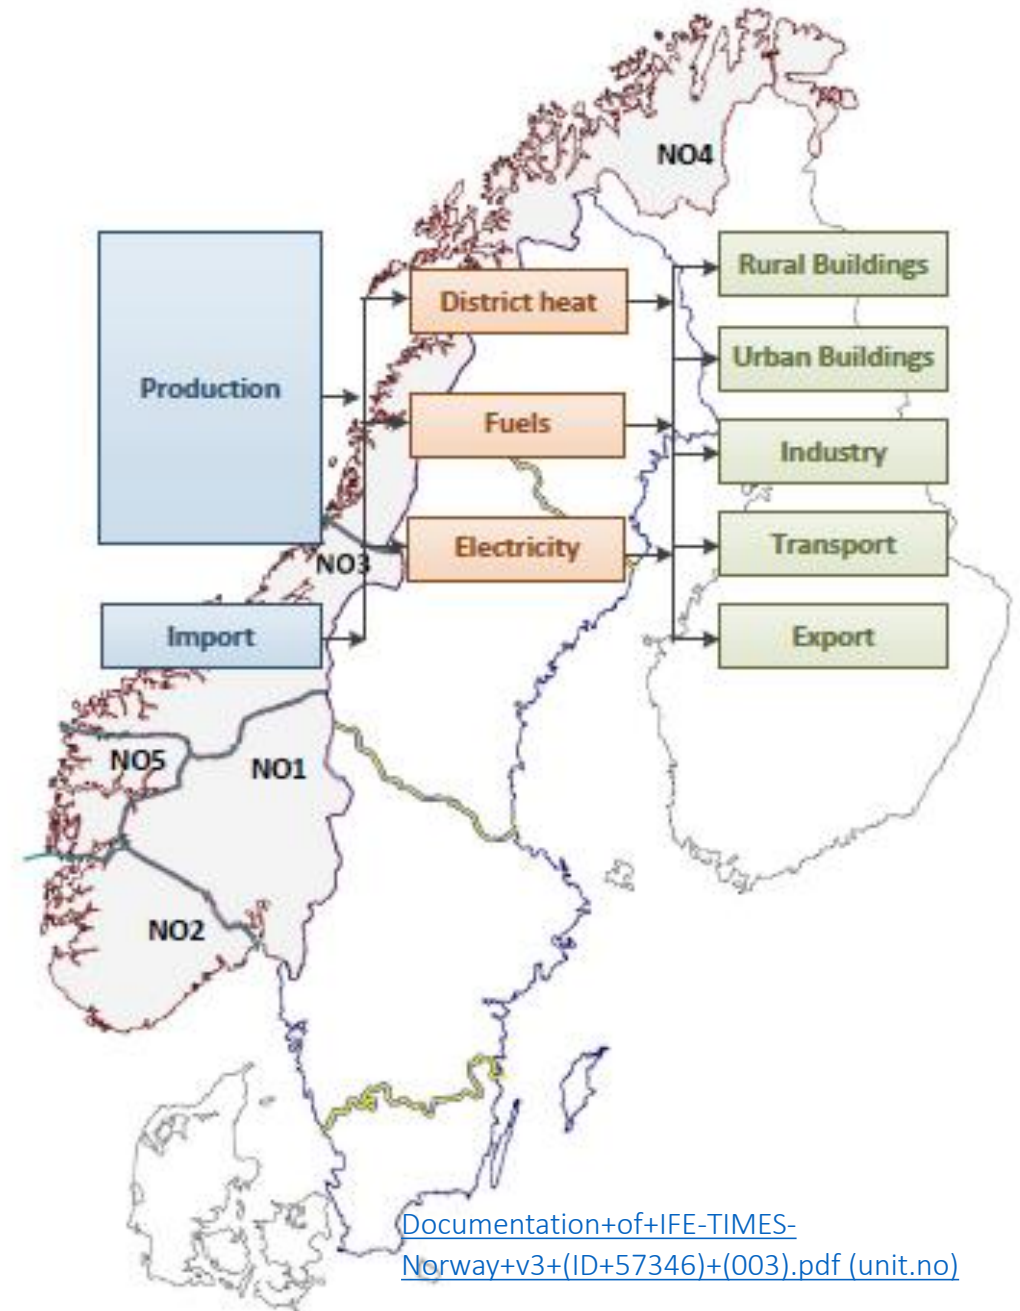 NO4
Production
Import
District heat
Fuels
Electricity
Rural Buildings
Urban Buildings
Industry
Transport
Export
NO3
NO5
NO1
NO2
Documentation+of+IFE-TIMES-
Norway+v3+(ID+57346)+(003).pdf (unit.no)